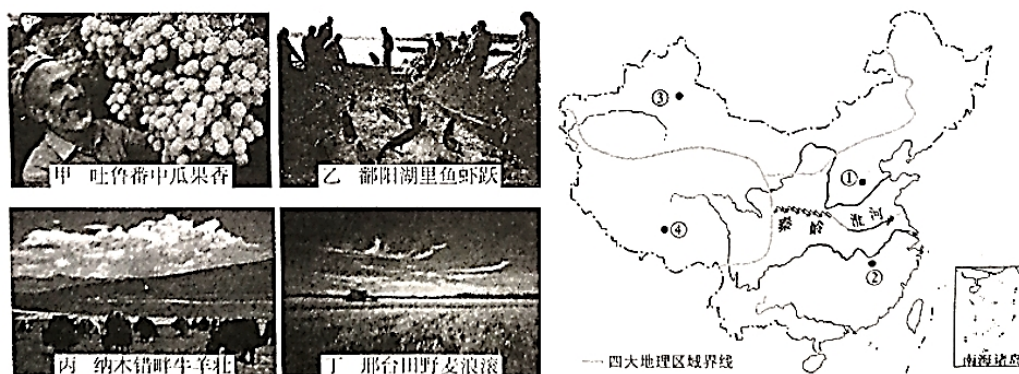 甲 吐鲁番中瓜果香
乙 鄱阳湖里鱼虾跃
丙 纳木错畔牛羊壮
丁 邢台田野麦浪滚
③
①
④
②
秦岭
淮河
四大地理区域界线
南海诸岛